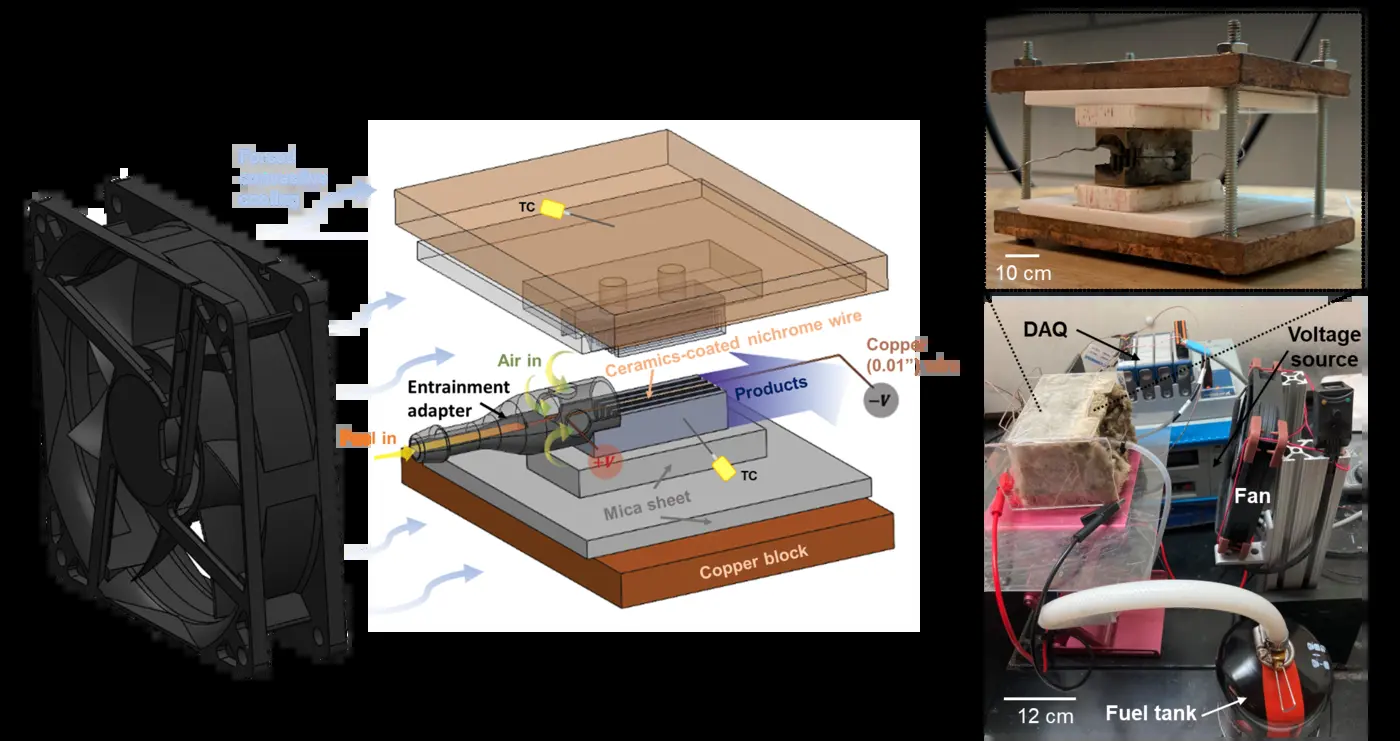 Forced
convective
cooling
TC
Ceramics-coated nichrome wire
Air in
Entrainment
adapter
Fuel in
Copper
(0.01")
Products
−V
+V
TC
Mica sheet
Copper block
10 cm
DAQ
Voltage
source
Fan
12 cm
Fuel tank